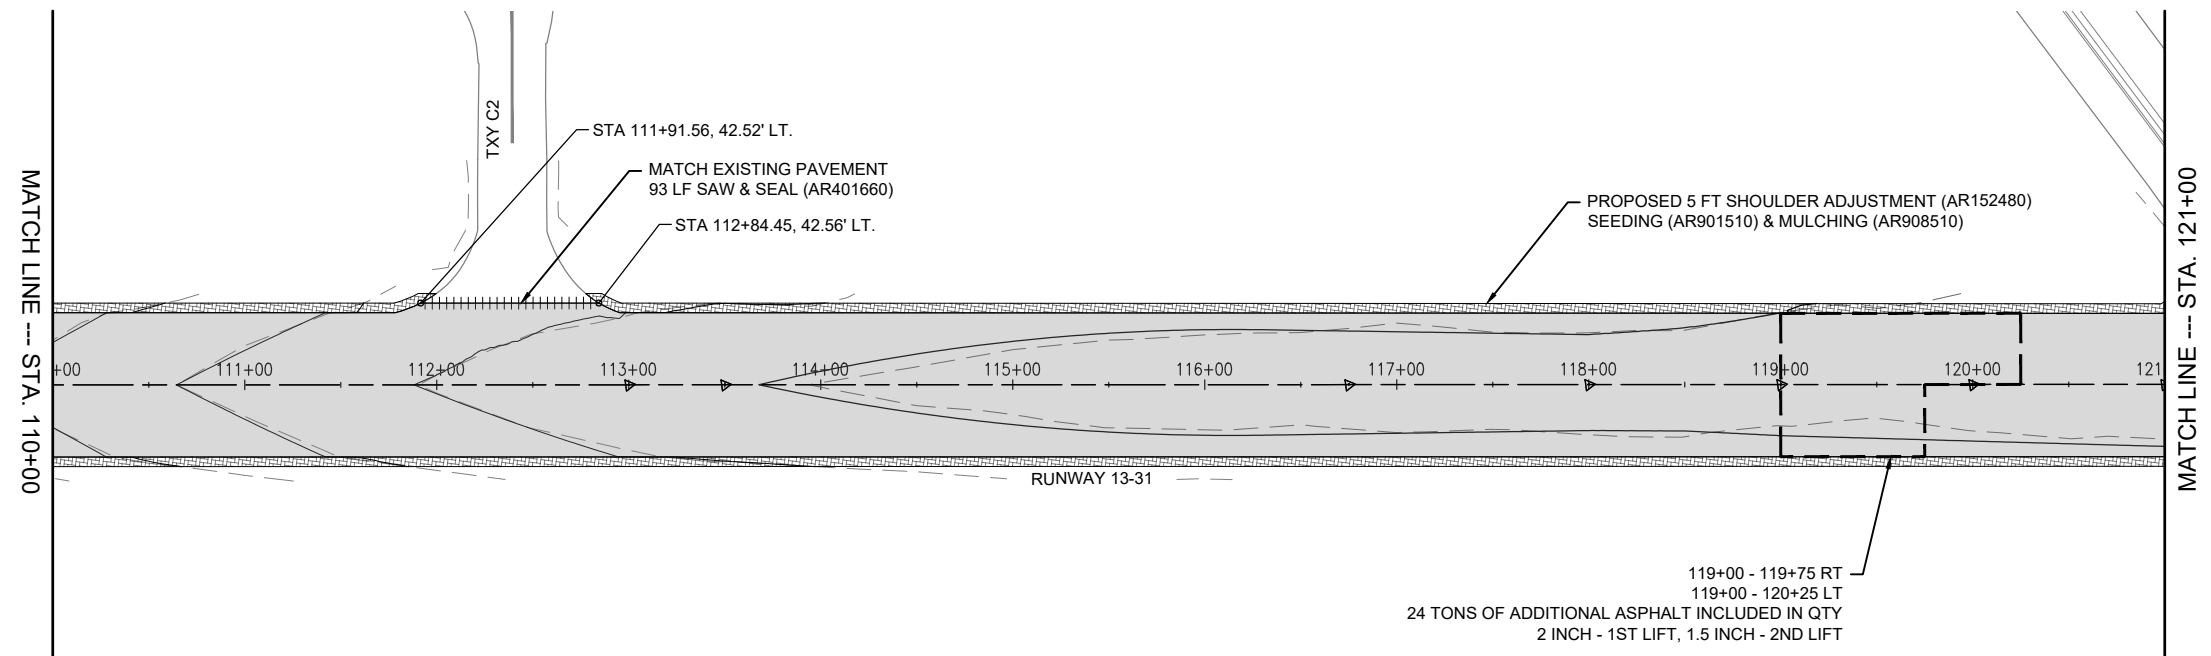 TXY C2
STA 111+91.56, 42.52' LT.
MATCH EXISTING PAVEMENT
93 LF SAW & SEAL (AR401660)
STA 112+84.45, 42.56' LT.
PROPOSED 5 FT SHOULDER ADJUSTMENT (AR152480)
SEEDING (AR901510) & MULCHING (AR908510)
MATCH LINE --- STA. 110+00
MATCH LINE --- STA. 121+00
+00
111+00
112+00
113+00
114+00
115+00
116+00
117+00
118+00
119+00
120+00
121
RUNWAY 13-31
119+00 - 119+75 RT
119+00 - 120+25 LT
24 TONS OF ADDITIONAL ASPHALT INCLUDED IN QTY
2 INCH - 1ST LIFT, 1.5 INCH - 2ND LIFT